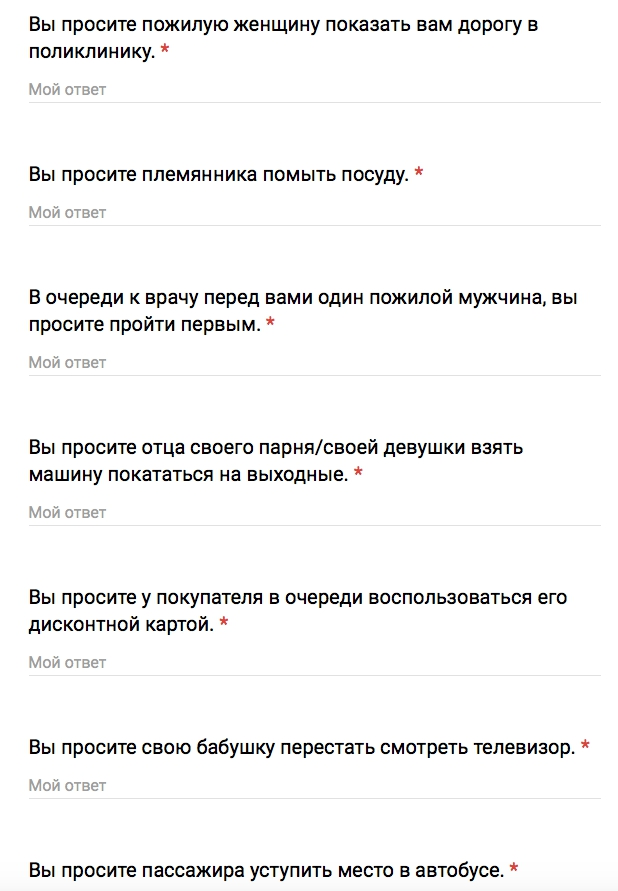 Вы просите пожилую женщину показать вам дорогу в
поликлинику. *
Мой ответ
Вы просите племянника помыть посуду. *
Мой ответ
В очереди к врачу перед вами один пожилой мужчина, вы
просите пройти первым. *
Мой ответ
Вы просите отца своего парня/своей девушки взять
машину покататься на выходные. *
Мой ответ
Вы просите у покупателя в очереди воспользоваться его
дисконтной картой. *
Мой ответ
Вы просите свою бабушку перестать смотреть телевизор. *
Мой ответ
Вы просите пассажира уступить место в автобусе. *